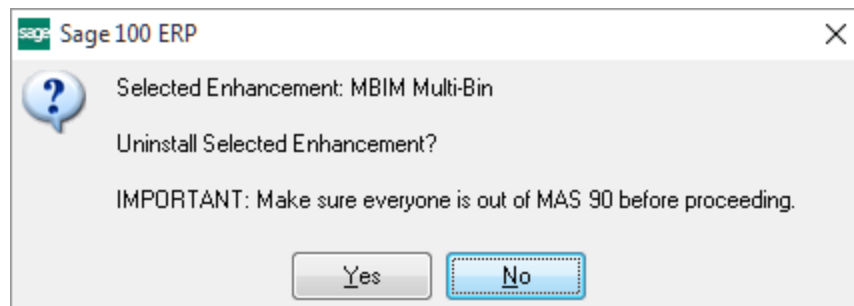 sage Sage 100 ERP
Selected Enhancement: MBIM Multi-Bin
Uninstall Selected Enhancement?
IMPORTANT: Make sure everyone is out of MAS 90 before proceeding.
Yes No